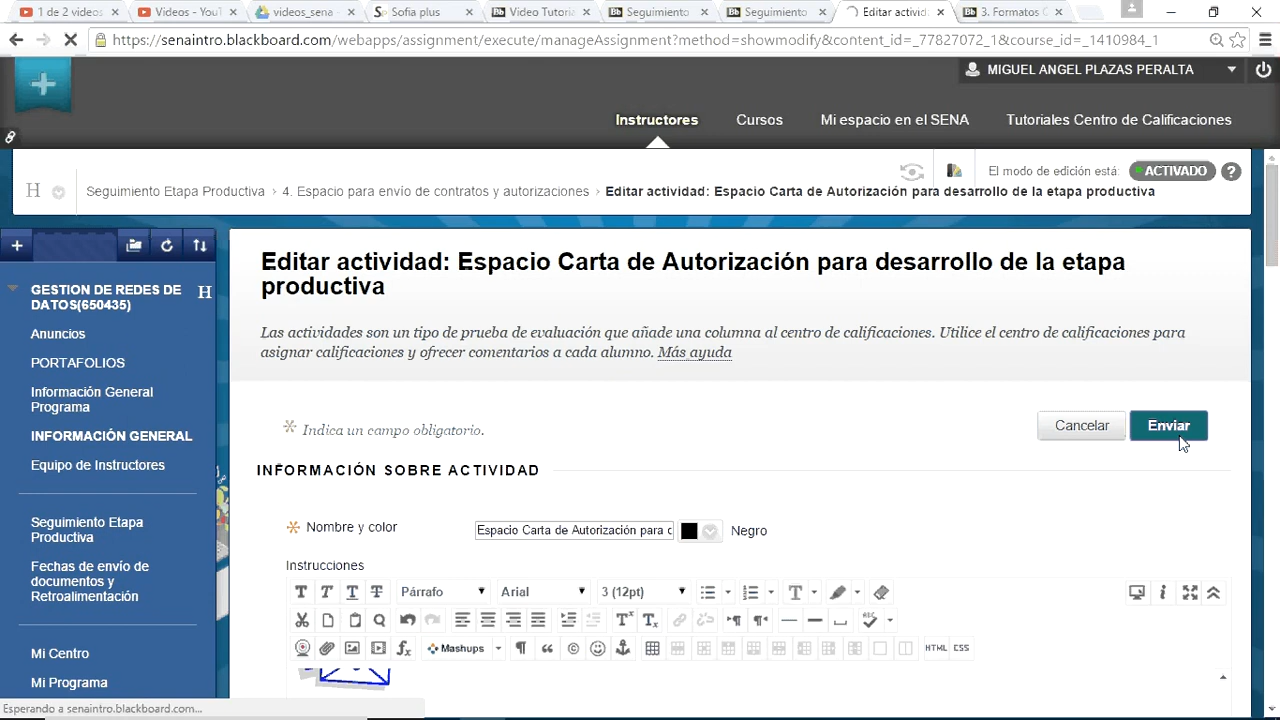 1 de 2 videos
Videos - YouT
videos_sena -
Sofia plus
Video Tutoria
Seguimiento
Seguimiento
Editar activid
3. Formatos C
https://senaintro.blackboard.com/webapps/assignment/execute/manageAssignment?method=showmodify&content_id=_77827072_1&course_id=_1410984_1
MIGUEL ANGEL PLAZAS PERALTA
Instructores
Cursos
Mi espacio en el SENA
Tutoriales Centro de Calificaciones
El modo de edición está:
ACTIVADO
?
H
Seguimiento Etapa Productiva > 4. Espacio para envío de contratos y autorizaciones > Editar actividad: Espacio Carta de Autorización para desarrollo de la etapa productiva
GESTION DE REDES DE
DATOS(650435)
H
Anuncios
PORTAFOLIOS
Información General
Programa
INFORMACIÓN GENERAL
Equipo de Instructores
Seguimiento Etapa
Productiva
Fechas de envío de
documentos y
Retroalimentación
Mi Centro
Mi Programa
Editar actividad: Espacio Carta de Autorización para desarrollo de la etapa
productiva
Las actividades son un tipo de prueba de evaluación que añade una columna al centro de calificaciones. Utilice el centro de calificaciones para
asignar calificaciones y ofrecer comentarios a cada alumno. Más ayuda
Indica un campo obligatorio.
Cancelar
Enviar
INFORMACIÓN SOBRE ACTIVIDAD
Nombre y color
Espacio Carta de Autorización para d
Negro
Instrucciones
T T T T Párrafo Arial 3 (12pt)
Mashups
HTML CSS
Esperando a senaintro.blackboard.com...